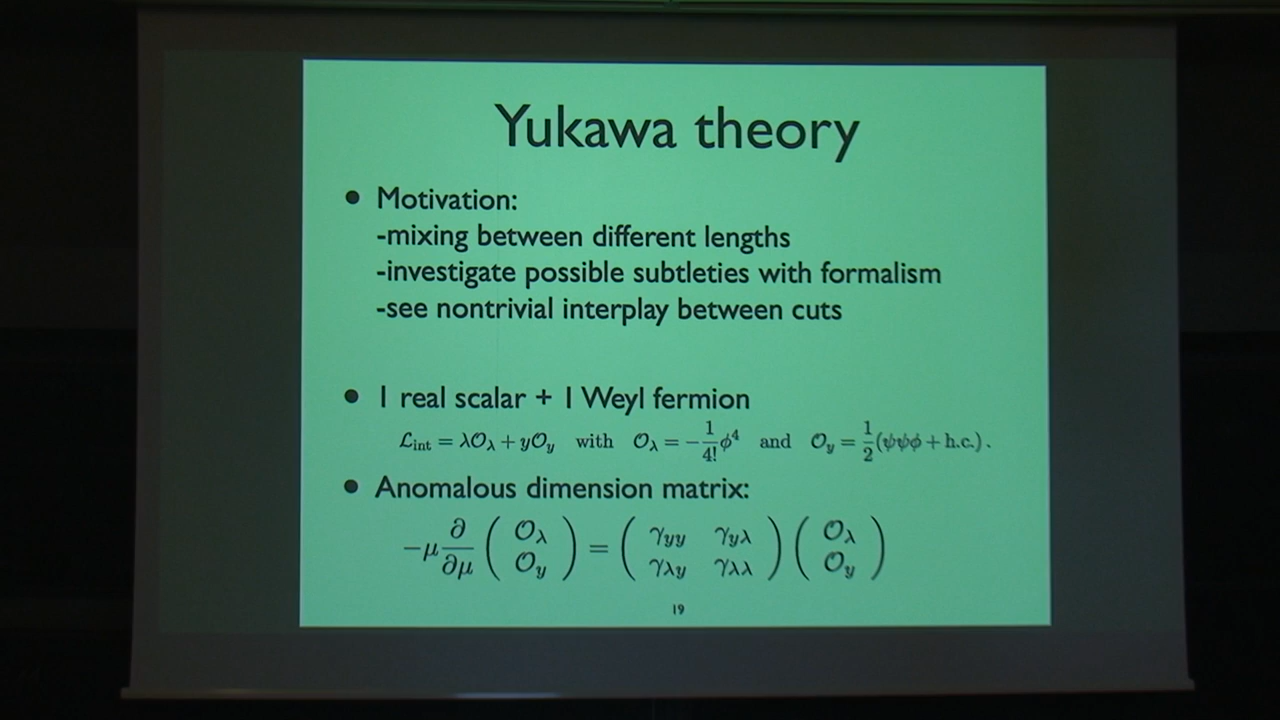 Yukawa theory
• Motivation:
-mixing between different lengths
-investigate possible subtleties with formalism
-see nontrivial interplay between cuts
• 1 real scalar + 1 Weyl fermion
ℒ_int = λ𝒪_λ + y𝒪_y with 𝒪_λ = −1/4! ϕ⁴ and 𝒪_y = 1/2 (ψψϕ + h.c.) .
• Anomalous dimension matrix:
−μ ∂/∂μ ( 𝒪_λ 𝒪_y ) = ( γ_yy γ_yλ γ_λy γ_λλ ) ( 𝒪_λ 𝒪_y )
19